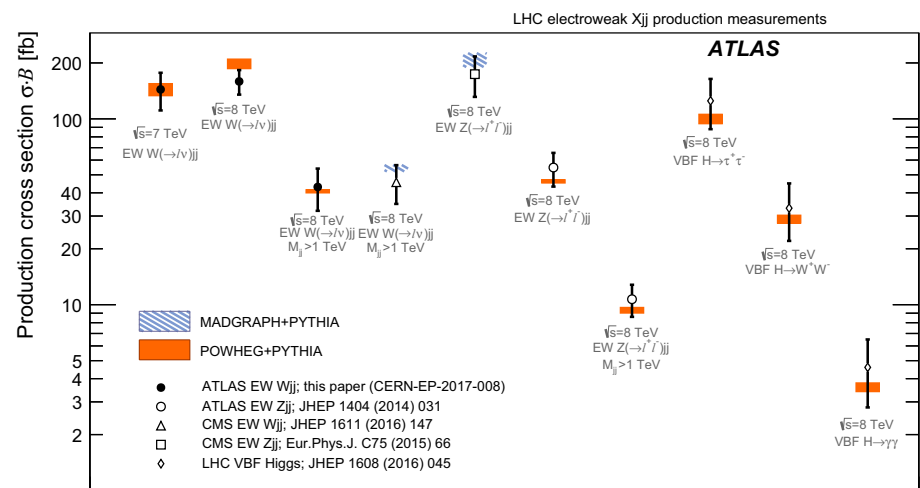 LHC electroweak Xjj production measurements
ATLAS
Production cross section σ·B [fb]
200
100
40
30
20
10
5
4
3
2
√s=7 TeV
EW W(→lν)jj
√s=8 TeV
EW W(→lν)jj
√s=8 TeV
EW W(→lν)jj
M_jj>1 TeV
√s=8 TeV
EW W(→lν)jj
M_jj>1 TeV
√s=8 TeV
EW Z(→l⁺l⁻)jj
√s=8 TeV
EW Z(→l⁺l⁻)jj
√s=8 TeV
EW Z(→l⁺l⁻)jj
M_jj>1 TeV
√s=8 TeV
VBF H→τ⁺τ⁻
√s=8 TeV
VBF H→W⁺W⁻
√s=8 TeV
VBF H→γγ
MADGRAPH+PYTHIA
POWHEG+PYTHIA
ATLAS EW Wjj; this paper (CERN-EP-2017-008)
ATLAS EW Zjj; JHEP 1404 (2014) 031
CMS EW Wjj; JHEP 1611 (2016) 147
CMS EW Zjj; Eur.Phys.J. C75 (2015) 66
LHC VBF Higgs; JHEP 1608 (2016) 045